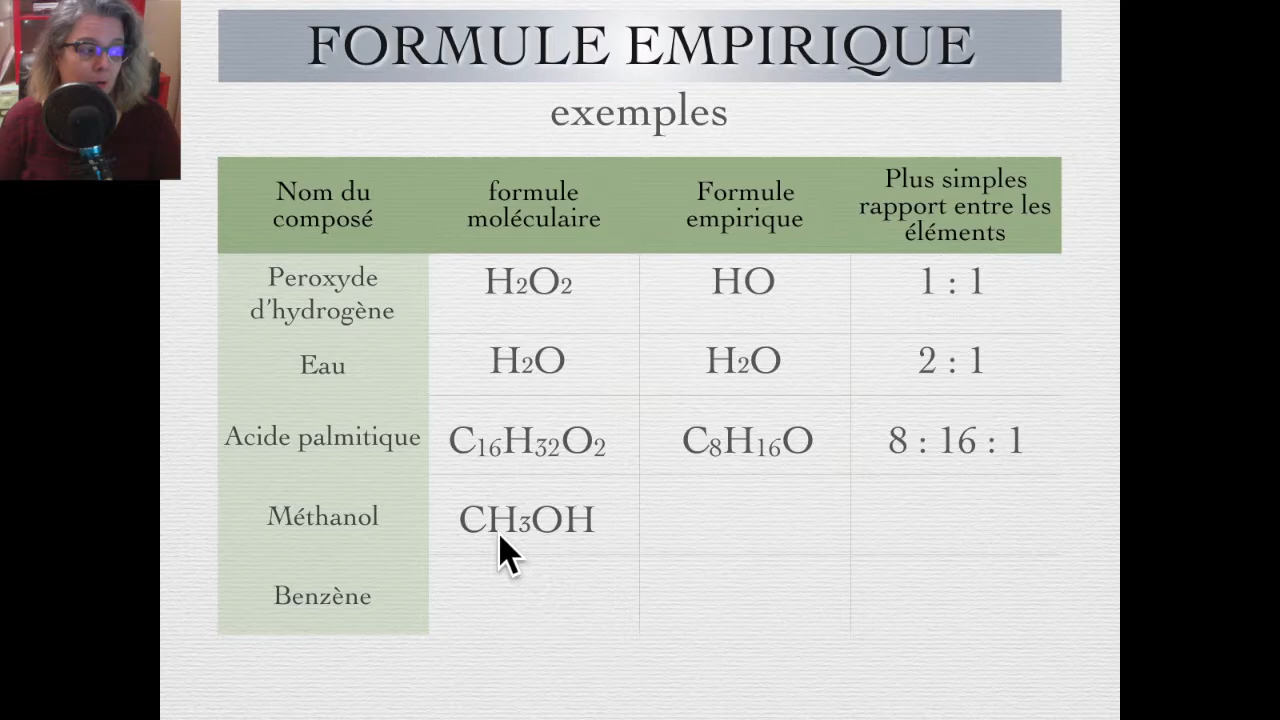 FORMULE EMPIRIQUE
exemples
Nom du
composé
formule
moléculaire
Formule
empirique
Plus simples
rapport entre les
éléments
Peroxyde
d'hydrogène
H2O2
HO
1 : 1
Eau
H2O
H2O
2 : 1
Acide palmitique
C16H32O2
C8H16O
8 : 16 : 1
Méthanol
CH3OH
Benzène